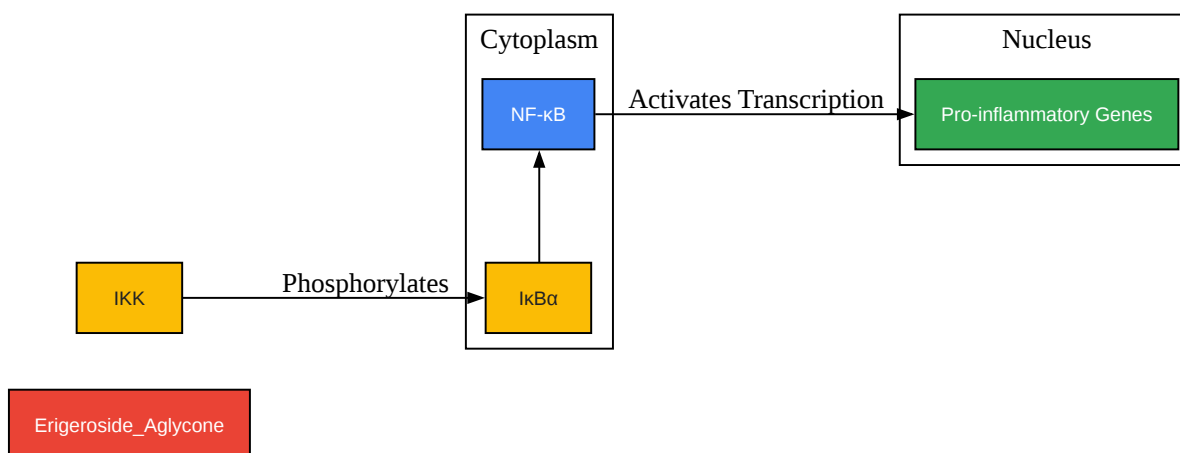 Cytoplasm
Nucleus
NF-κB
Activates Transcription
Pro-inflammatory Genes
IKK
Phosphorylates
IκBα
Erigeroside_Aglycone